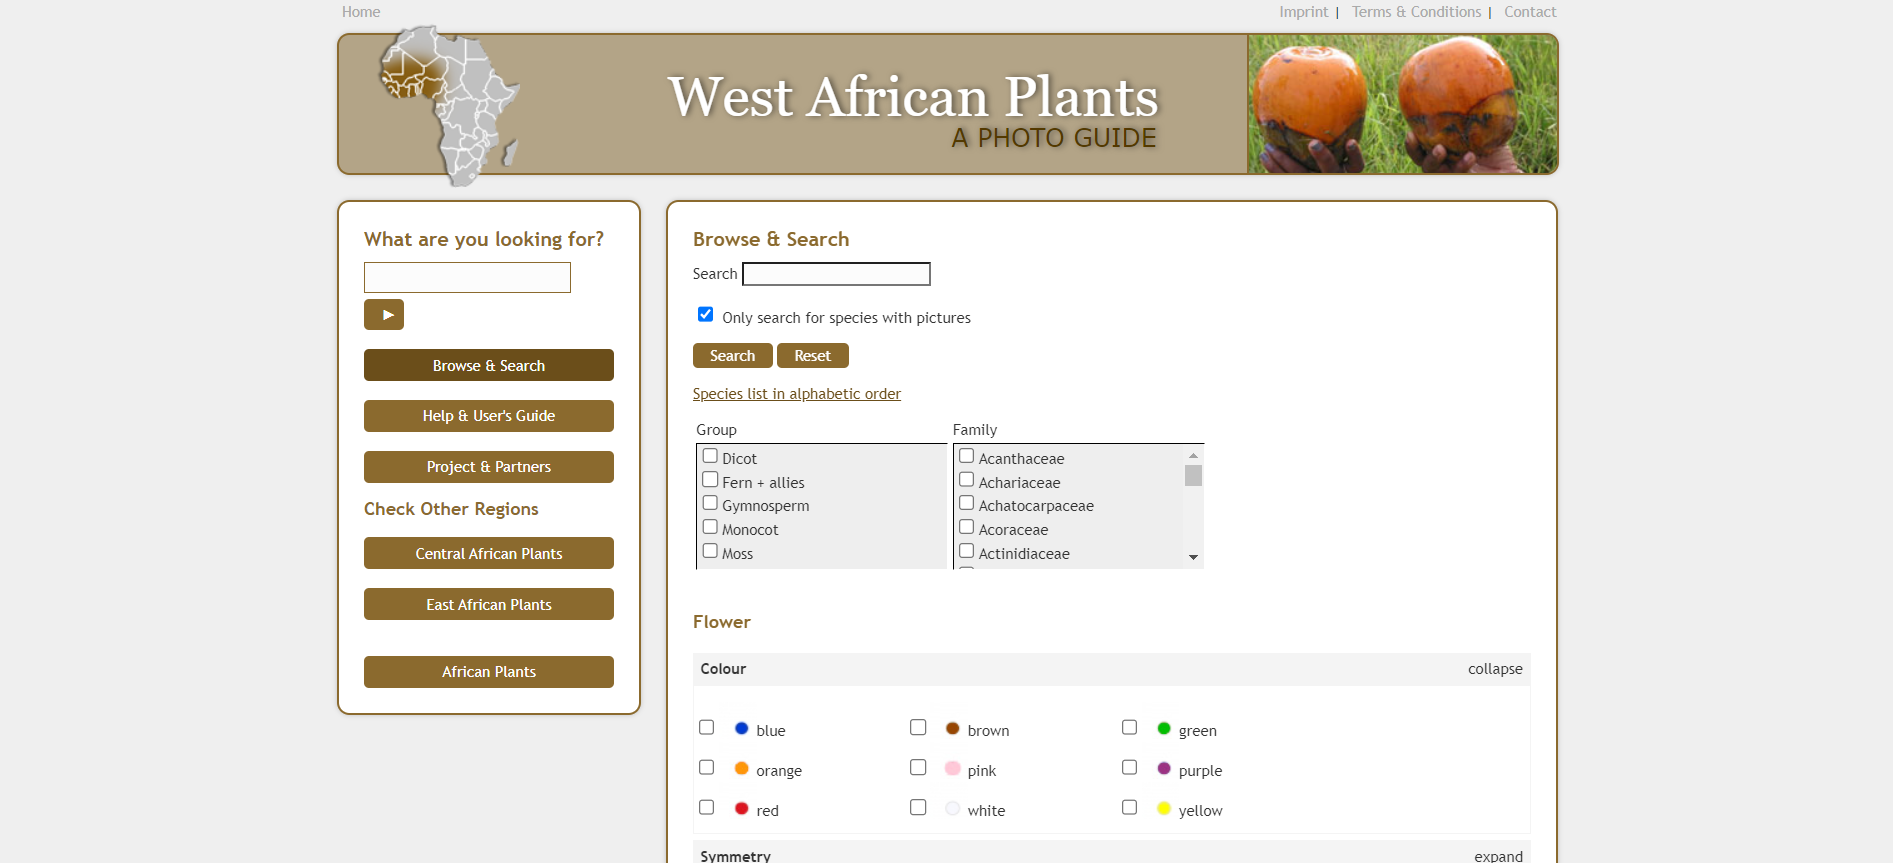 Home
Imprint | Terms & Conditions | Contact
West African Plants
A PHOTO GUIDE
What are you looking for?
Browse & Search
Help & User's Guide
Project & Partners
Check Other Regions
Central African Plants
East African Plants
African Plants
Browse & Search
Search
Only search for species with pictures
Search Reset
Species list in alphabetic order
Group
Dicot
Fern + allies
Gymnosperm
Monocot
Moss
Family
Acanthaceae
Achariaceae
Achatocarpaceae
Acoraceae
Actinidiaceae
Flower
Colour collapse
blue brown green
orange pink purple
red white yellow
Symmetry expand